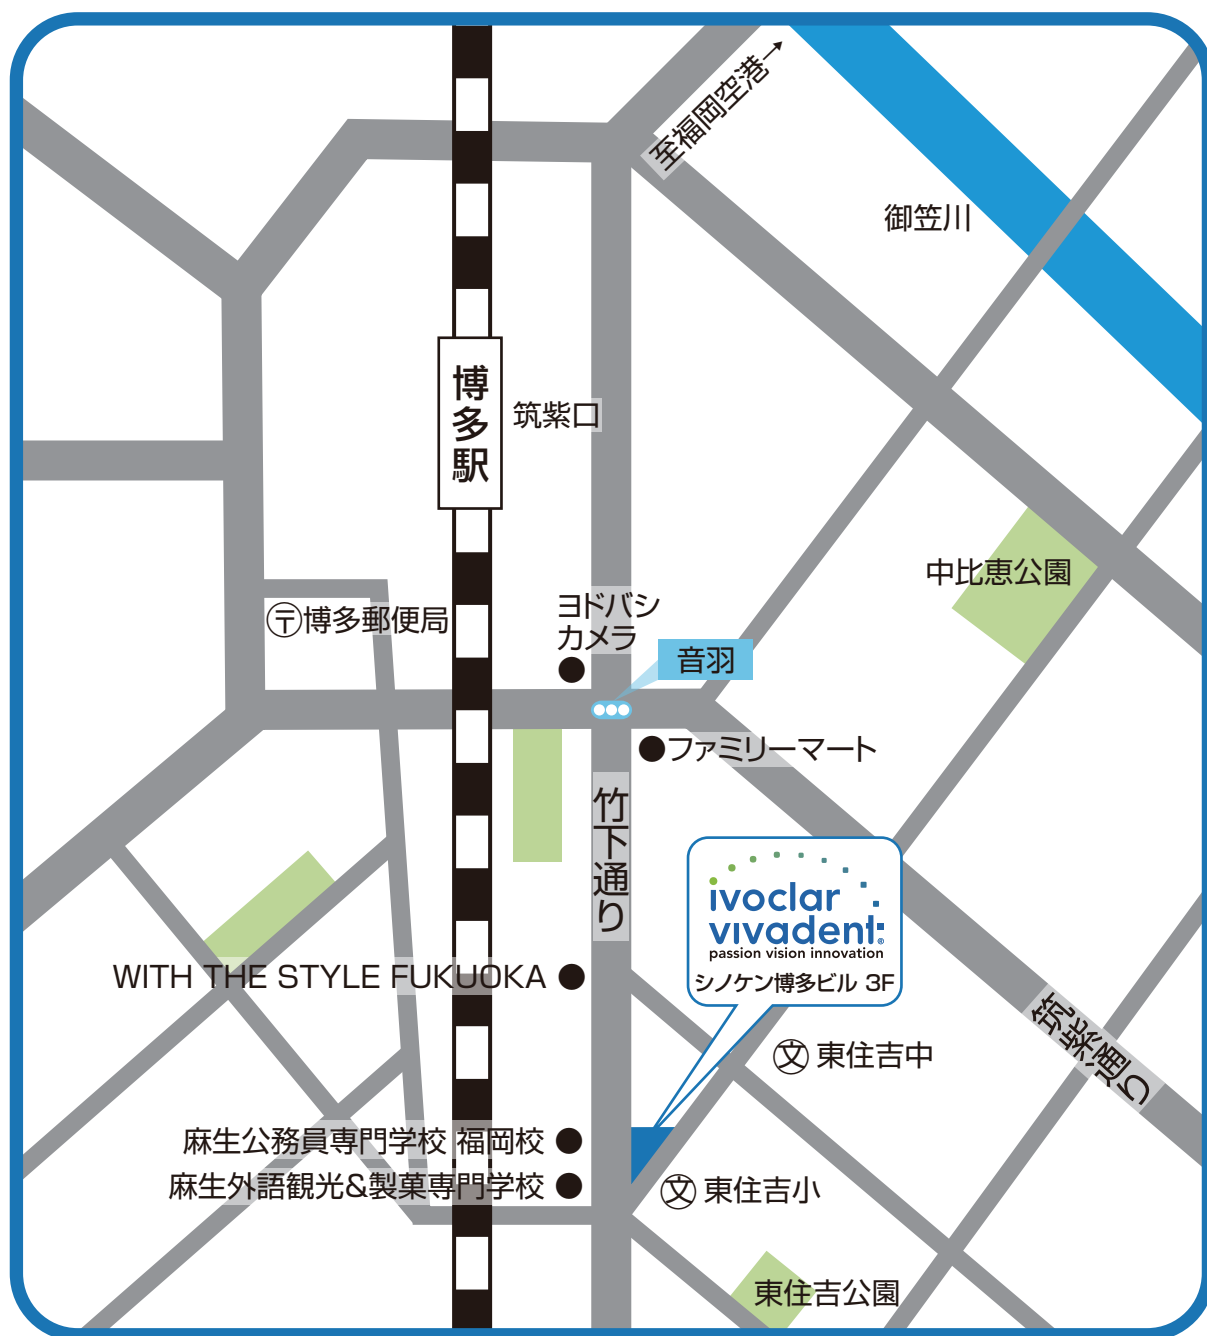 至福岡空港→
御笠川
博多駅
筑紫口
中比恵公園
〒博多郵便局
ヨドバシ
カメラ
音羽
●ファミリーマート
竹下通り
ivoclar
vivadent:®
passion vision innovation
シノケン博多ビル 3F
WITH THE STYLE FUKUOKA ●
筑紫通り
文 東住吉中
麻生公務員専門学校 福岡校 ●
麻生外語観光&製菓専門学校 ●
文 東住吉小
東住吉公園